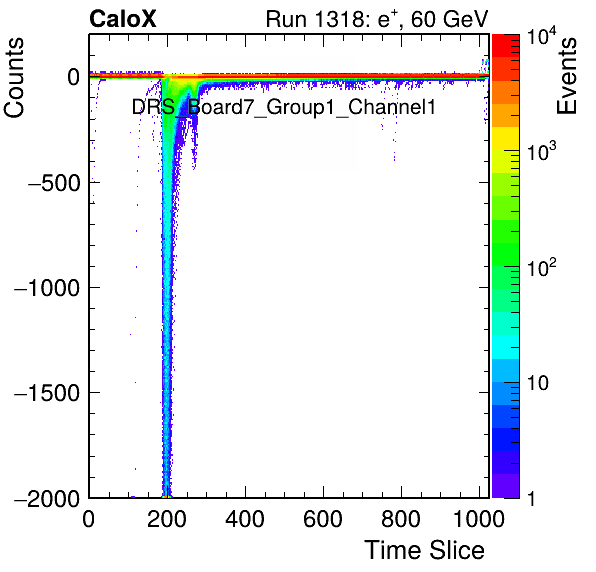 CaloX Run 1318: e⁺, 60 GeV
Counts
Events
DRS_Board7_Group1_Channel1
0
−500
−1000
−1500
−2000
0 200 400 600 800 1000
Time Slice
10⁴
10³
10²
10
1